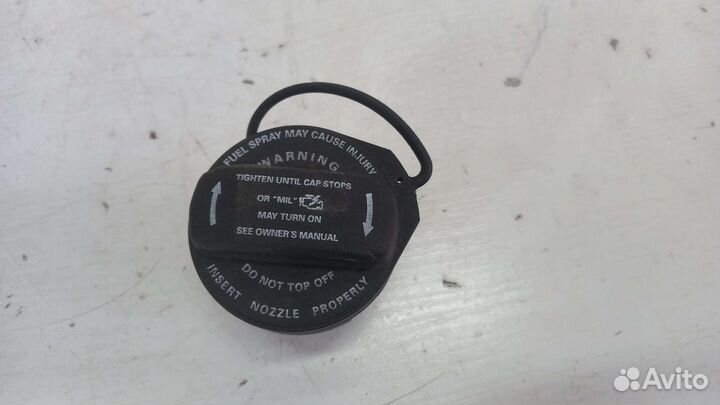 FUEL SPRAY MAY CAUSE INJURY
WARNING
TIGHTEN UNTIL CAP STOPS
OR "MIL"
MAY TURN ON
SEE OWNER'S MANUAL
DO NOT TOP OFF
INSERT NOZZLE PROPERLY
Avito